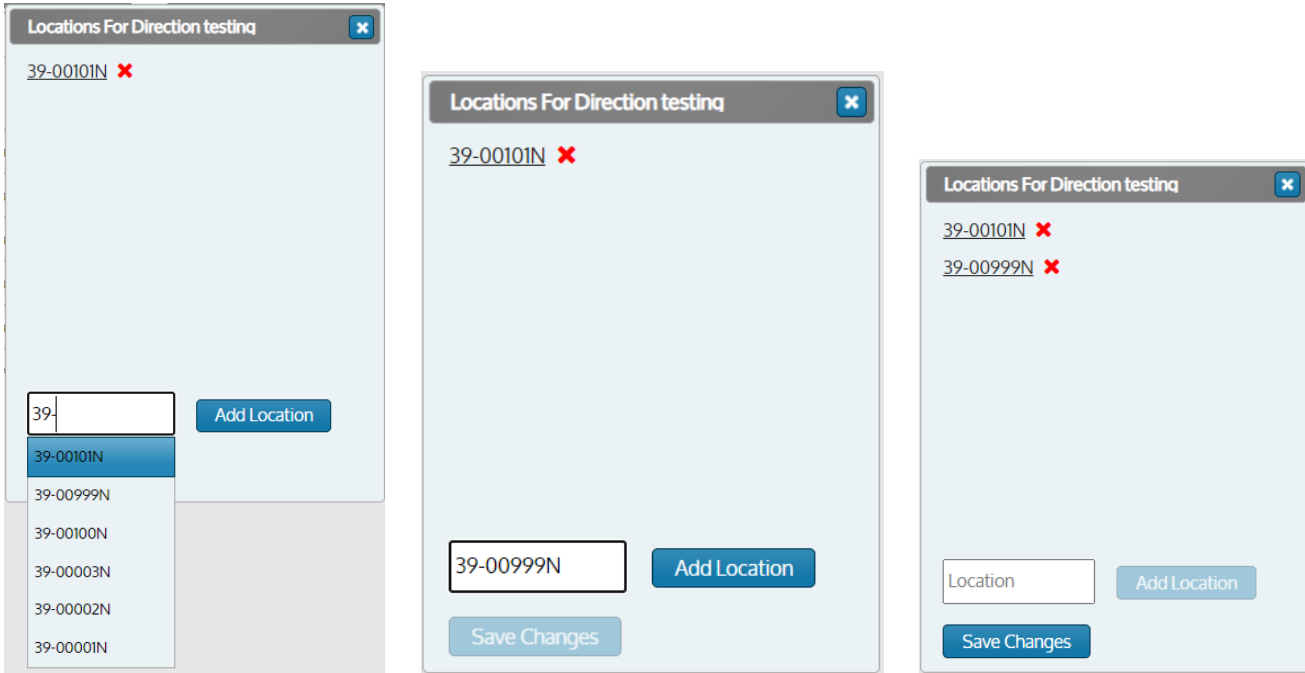 Locations For Direction testing
39-00101N
39-
Add Location
39-00101N
39-00999N
39-00100N
39-00003N
39-00002N
39-00001N
Locations For Direction testing
39-00101N
39-00999N
Add Location
Save Changes
Locations For Direction testing
39-00101N
39-00999N
Location
Add Location
Save Changes